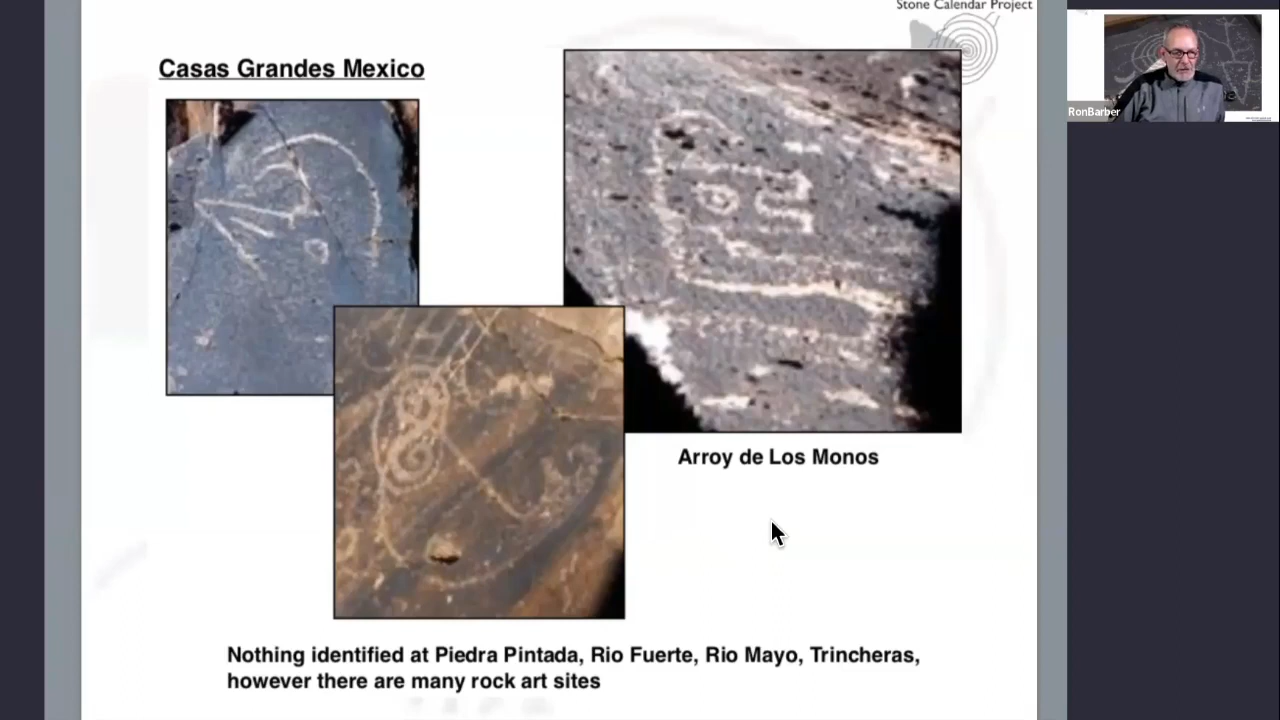 Stone Calendar Project
Casas Grandes Mexico
RonBarber
Arroy de Los Monos
Nothing identified at Piedra Pintada, Rio Fuerte, Rio Mayo, Trincheras,
however there are many rock art sites